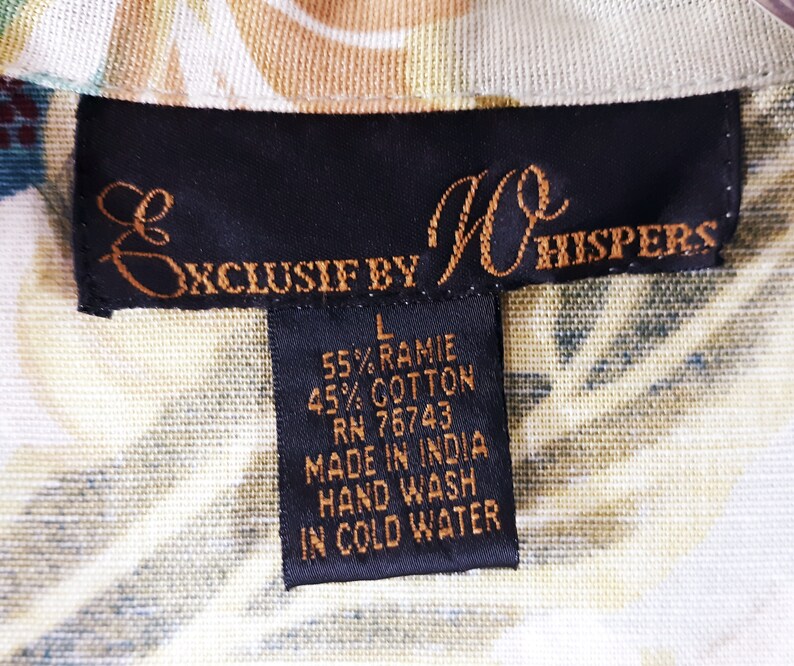 EXCLUSIF BY WHISPERS
L
55% RAMIE
45% COTTON
RN 76743
MADE IN INDIA
HAND WASH
IN COLD WATER